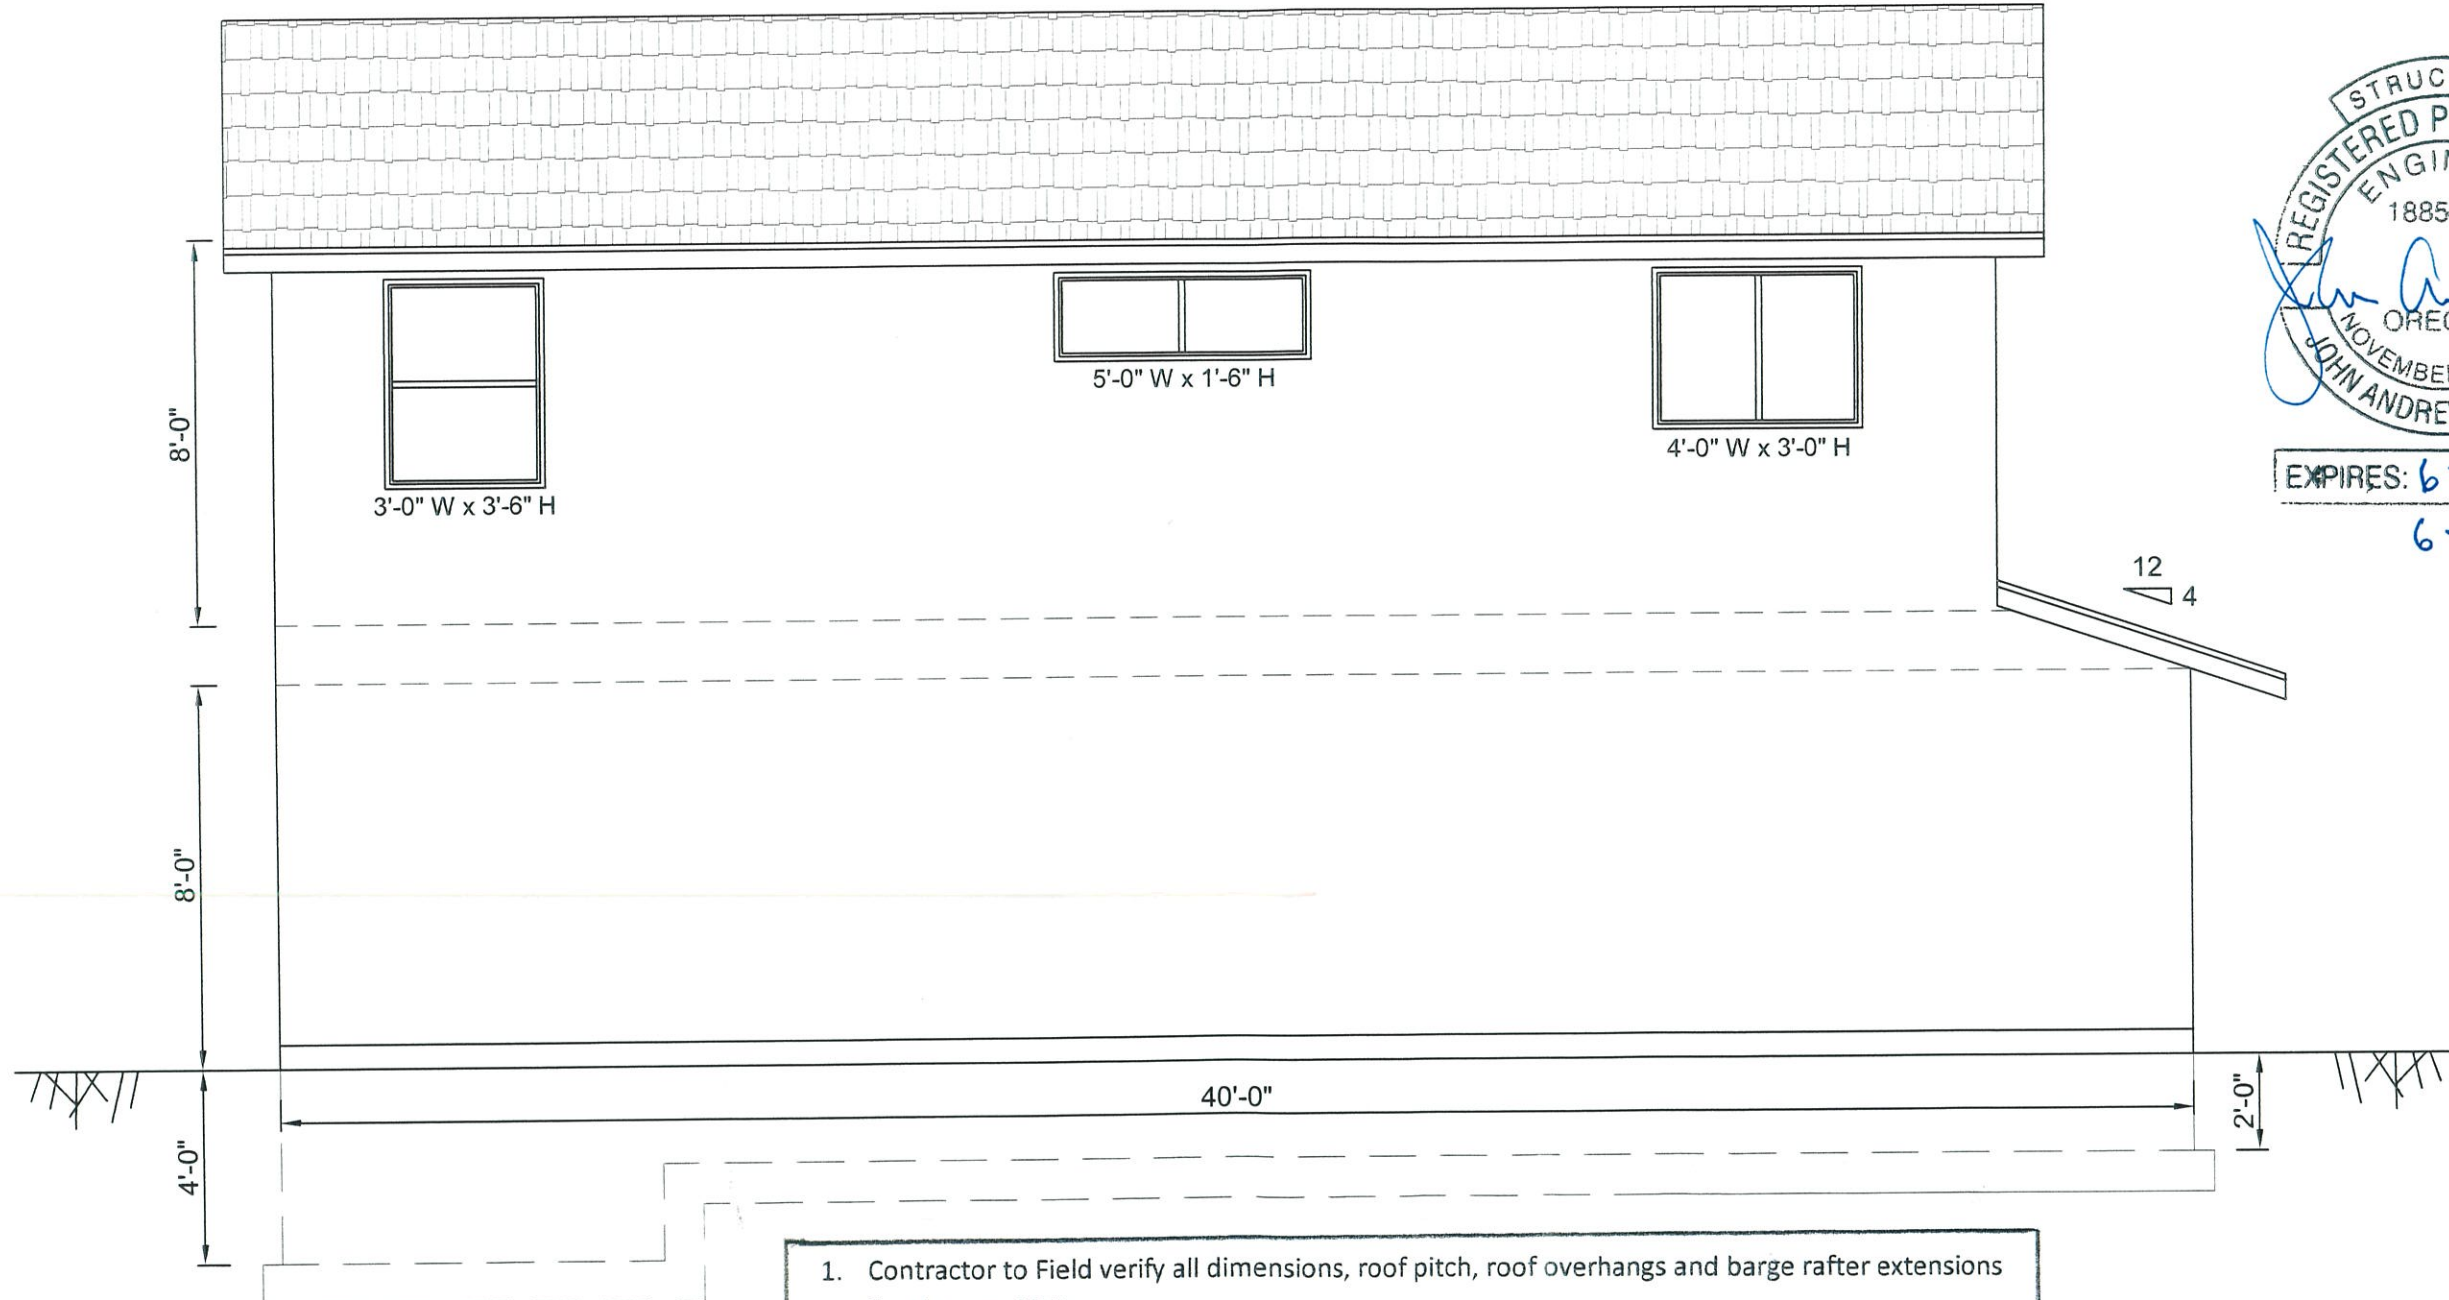 STRUC
REGISTERED P
ENGI
1885
OREG
NOVEMBE
JOHN ANDRE
EXPIRES: 6
6-
8'-0"
5'-0" W x 1'-6" H
4'-0" W x 3'-0" H
3'-0" W x 3'-6" H
12
4
8'-0"
40'-0"
2'-0"
4'-0"
1. Contractor to Field verify all dimensions, roof pitch, roof overhangs and barge rafter extensions